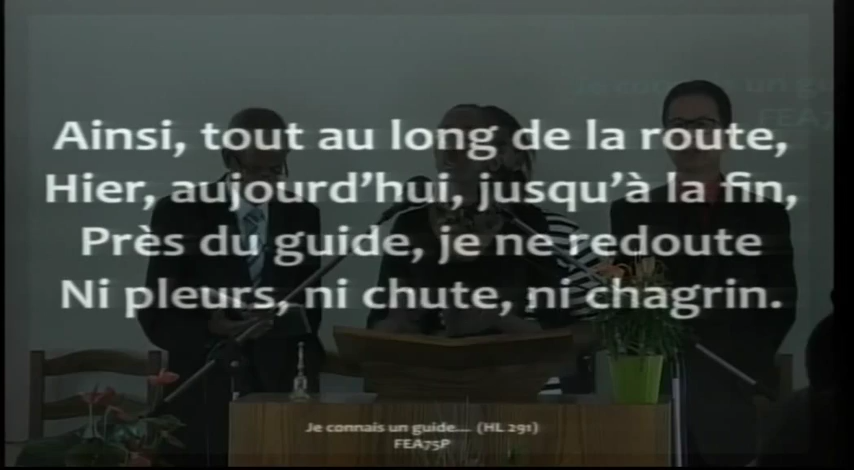 Ainsi, tout au long de la route,
Hier, aujourd'hui, jusqu'à la fin,
Près du guide, je ne redoute
Ni pleurs, ni chute, ni chagrin.
Je connais un guide.... (HL 291)
FEA75P